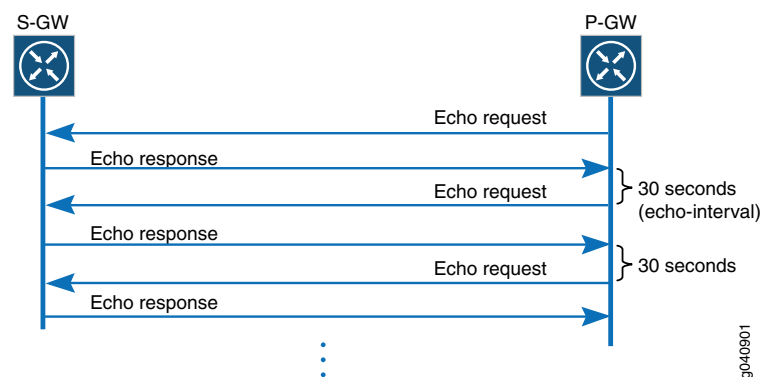 S-GW
P-GW
Echo request
Echo response
30 seconds
(echo-interval)
Echo request
Echo response
30 seconds
Echo request
Echo response
g040901